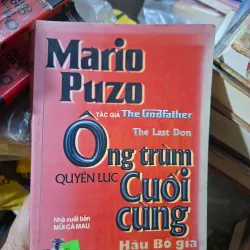 Mario
Puzo
TÁC GIẢ The Godfather
The Last Don
Ông trùm
QUYỀN LỰC
Cuối
cùng
Nhà xuất bản
MŨI CÀ MAU
Hậu Bố già